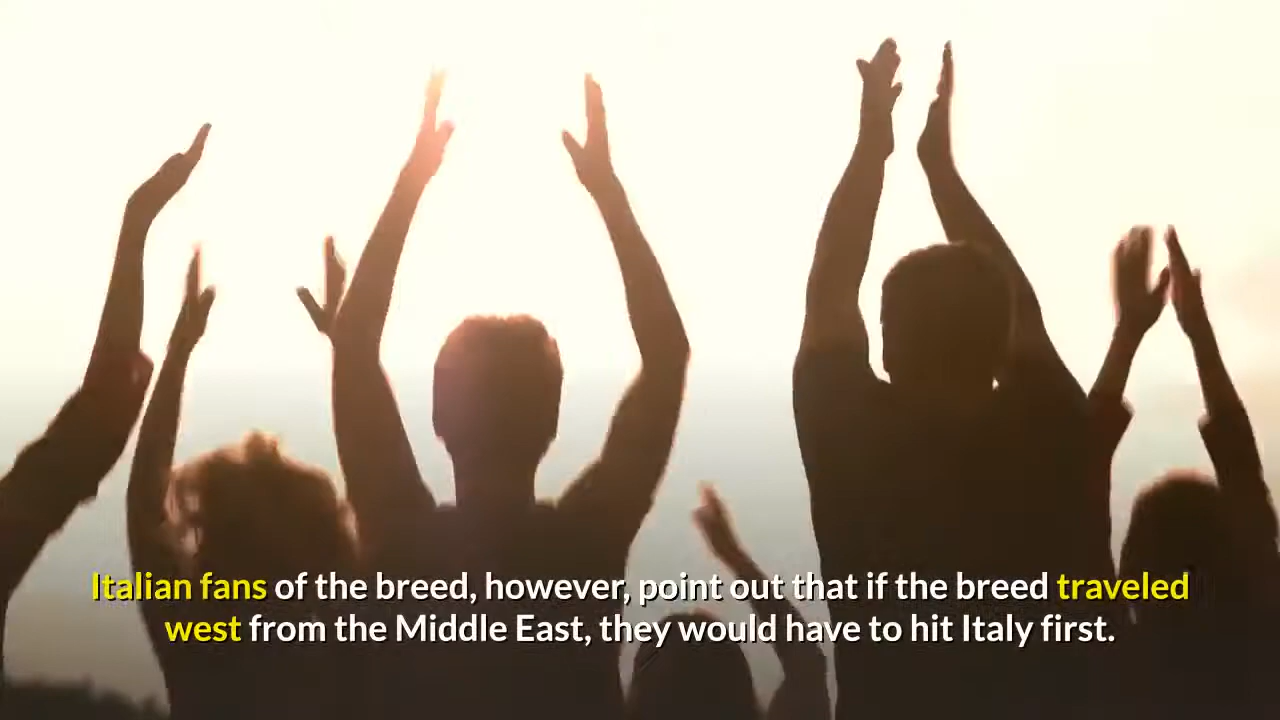 Italian fans of the breed, however, point out that if the breed traveled
west from the Middle East, they would have to hit Italy first.